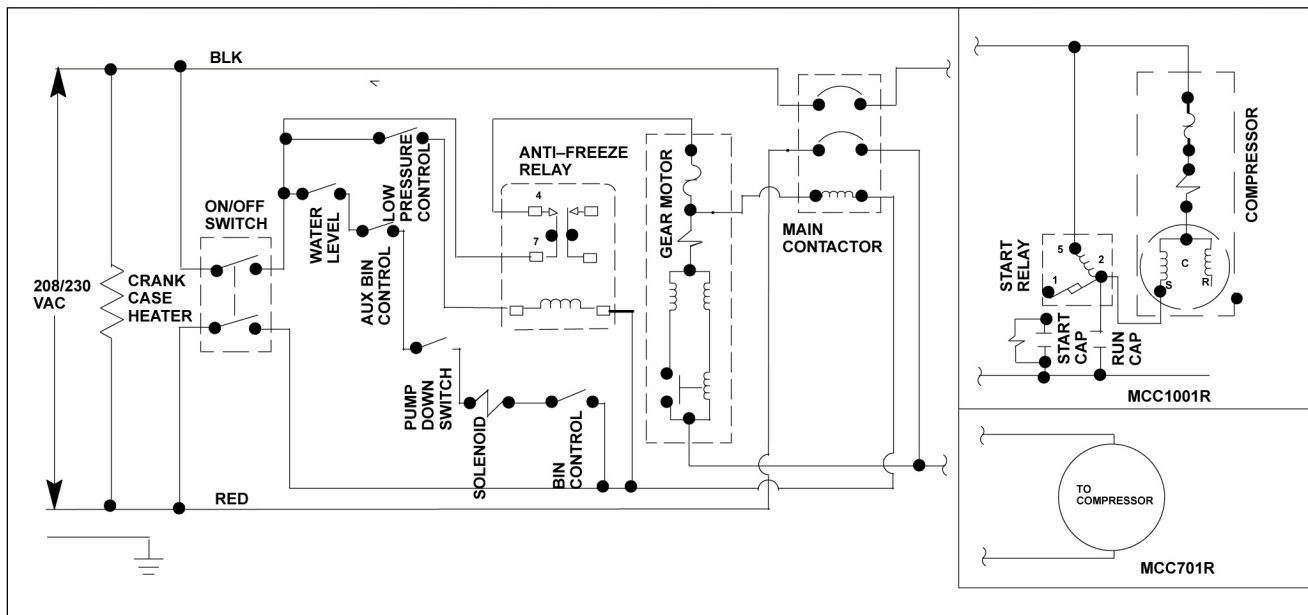 BLK
208/230
VAC
CRANK
CASE
HEATER
ON/OFF
SWITCH
WATER
LEVEL
AUX BIN
CONTROL
LOW
PRESSURE
CONTROL
PUMP
DOWN
SWITCH
SOLENOID
BIN
CONTROL
ANTI–FREEZE
RELAY
4
7
GEAR MOTOR
MAIN
CONTACTOR
RED
START
RELAY
5
2
1
COMPRESSOR
C
S
R
START
CAP
RUN
CAP
MCC1001R
TO
COMPRESSOR
MCC701R